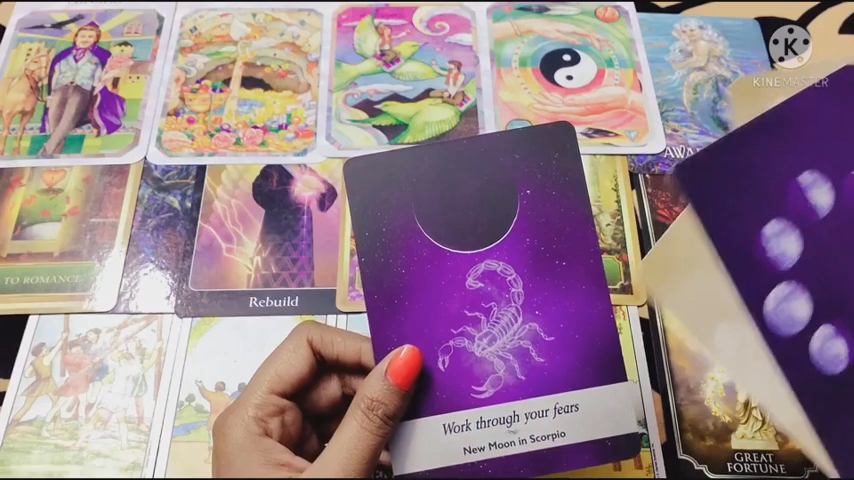 KINEMASTER
AWA
TO ROMANCE
Rebuild
Work through your fears
New Moon in Scorpio
GREAT
FORTUNE